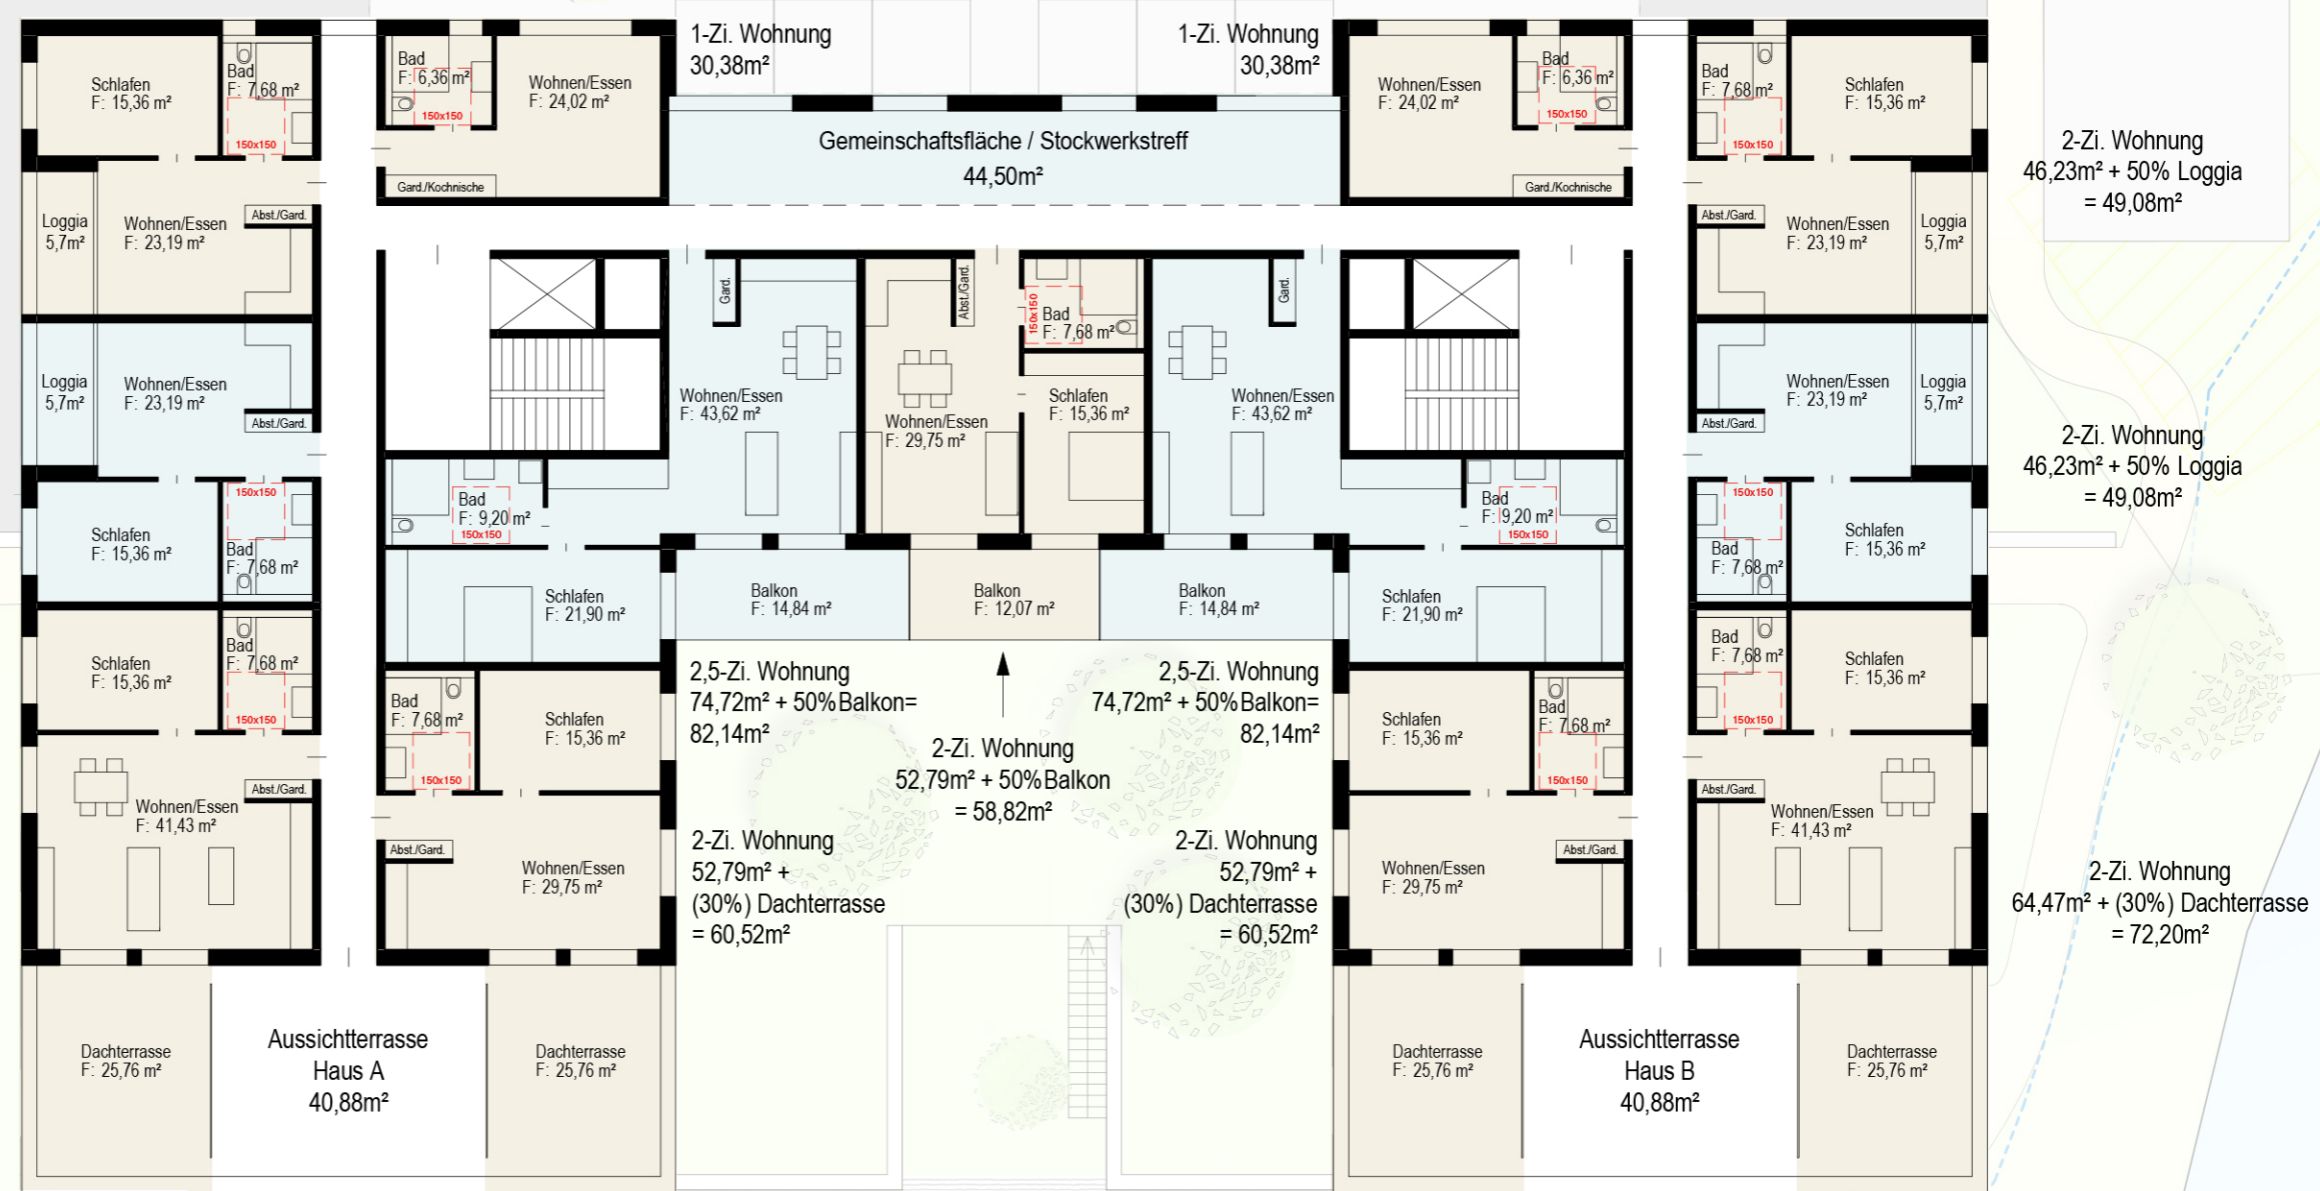 1-Zi. Wohnung
30,38m²
1-Zi. Wohnung
30,38m²
Schlafen
F: 15,36 m²
Bad
F: 7,68 m²
150x150
Bad
F: 6,36 m²
150x150
Wohnen/Essen
F: 24,02 m²
Gard./Kochnische
Gemeinschaftsfläche / Stockwerkstreff
44,50m²
Wohnen/Essen
F: 24,02 m²
Bad
F: 6,36 m²
150x150
Gard./Kochnische
Bad
F: 7,68 m²
150x150
Schlafen
F: 15,36 m²
2-Zi. Wohnung
46,23m² + 50% Loggia
= 49,08m²
Loggia
5,7m²
Wohnen/Essen
F: 23,19 m²
Abst./Gard.
Abst./Gard.
Wohnen/Essen
F: 23,19 m²
Loggia
5,7m²
Gard.
Abst./Gard.
150x150
Bad
F: 7,68 m²
Gard.
Loggia
5,7m²
Wohnen/Essen
F: 23,19 m²
Abst./Gard.
Wohnen/Essen
F: 43,62 m²
Wohnen/Essen
F: 29,75 m²
Schlafen
F: 15,36 m²
Wohnen/Essen
F: 43,62 m²
Wohnen/Essen
F: 23,19 m²
Loggia
5,7m²
Abst./Gard.
2-Zi. Wohnung
46,23m² + 50% Loggia
= 49,08m²
Schlafen
F: 15,36 m²
150x150
Bad
F: 7,68 m²
Bad
F: 9,20 m²
150x150
Bad
F: 9,20 m²
150x150
150x150
Bad
F: 7,68 m²
Schlafen
F: 15,36 m²
Schlafen
F: 21,90 m²
Balkon
F: 14,84 m²
Balkon
F: 12,07 m²
Balkon
F: 14,84 m²
Schlafen
F: 21,90 m²
Schlafen
F: 15,36 m²
Bad
F: 7,68 m²
150x150
Bad
F: 7,68 m²
150x150
Schlafen
F: 15,36 m²
2,5-Zi. Wohnung
74,72m² + 50%Balkon=
82,14m²
2-Zi. Wohnung
52,79m² + 50%Balkon
= 58,82m²
2,5-Zi. Wohnung
74,72m² + 50%Balkon=
82,14m²
Schlafen
F: 15,36 m²
Bad
F: 7,68 m²
150x150
Bad
F: 7,68 m²
150x150
Schlafen
F: 15,36 m²
Abst./Gard.
Wohnen/Essen
F: 41,43 m²
Abst./Gard.
Wohnen/Essen
F: 29,75 m²
2-Zi. Wohnung
52,79m² +
(30%) Dachterrasse
= 60,52m²
2-Zi. Wohnung
52,79m² +
(30%) Dachterrasse
= 60,52m²
Wohnen/Essen
F: 29,75 m²
Abst./Gard.
Abst./Gard.
Wohnen/Essen
F: 41,43 m²
2-Zi. Wohnung
64,47m² + (30%) Dachterrasse
= 72,20m²
Dachterrasse
F: 25,76 m²
Aussichtterrasse
Haus A
40,88m²
Dachterrasse
F: 25,76 m²
Dachterrasse
F: 25,76 m²
Aussichtterrasse
Haus B
40,88m²
Dachterrasse
F: 25,76 m²